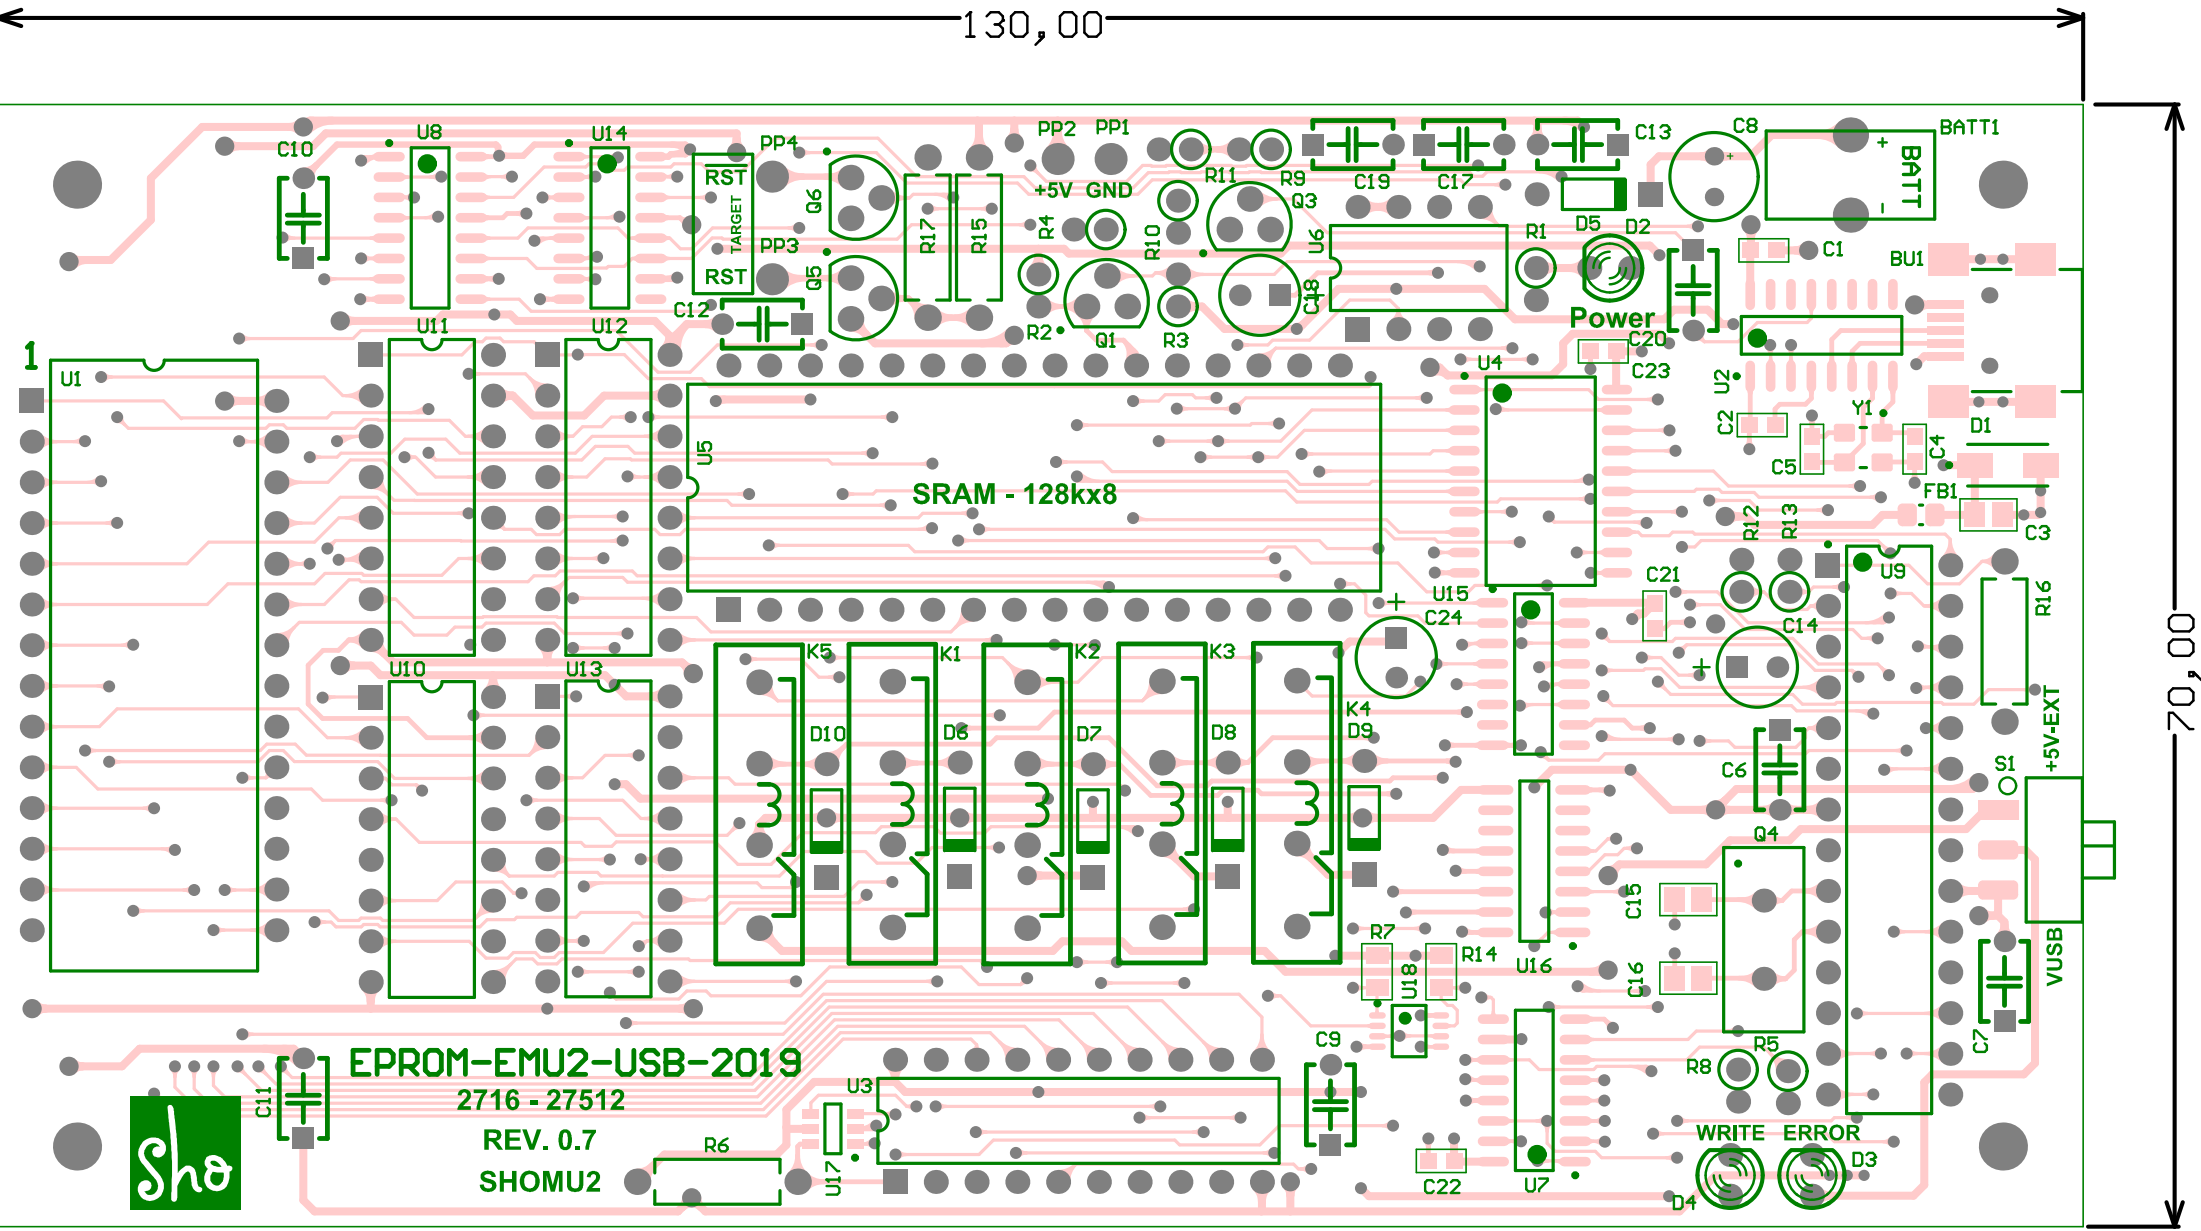 130,00
U8 U14 PP4 PP2 PP1 C13 C8 BATT1
C10 +
RST R11 R9 C19 C17 BATT
Q6 TARGET +5V GND Q3 D5 D2 -
R17 R15 R4 R10 U6 R1 C1
PP3 BU1
RST Q5
C12 C18 +
U11 U12 R2 Q1 R3 Power C20
1 U1 U4 C23 U2
Y1 C2 D1
U5 C5 C4
SRAM - 128kx8 FB1
R12 R13 C3
C21 U9
U15 + C24 C14 R16
K5 K1 K2 K3
U10 U13 +
K4 +5V-EXT
D10 D6 D7 D8 D9
C6 S1
Q4
C15
R7 R14 VUSB
U18 U16 C16
C9 C7
EPROM-EMU2-USB-2019 R8 R5
C11 2716 - 27512 U3
sho REV. 0.7 R6 WRITE ERROR
SHOMU2 U17 C22 U7 D4 D3
70,00